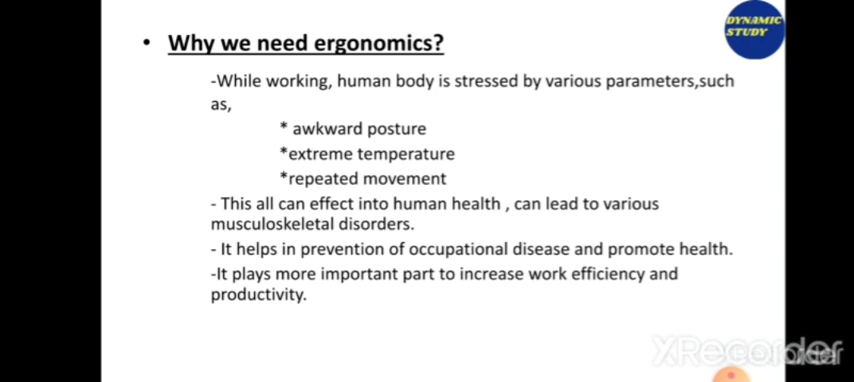 DYNAMIC
STUDY
• Why we need ergonomics?
-While working, human body is stressed by various parameters,such
as,
* awkward posture
*extreme temperature
*repeated movement
- This all can effect into human health , can lead to various
musculoskeletal disorders.
- It helps in prevention of occupational disease and promote health.
-It plays more important part to increase work efficiency and
productivity.
XRecorder